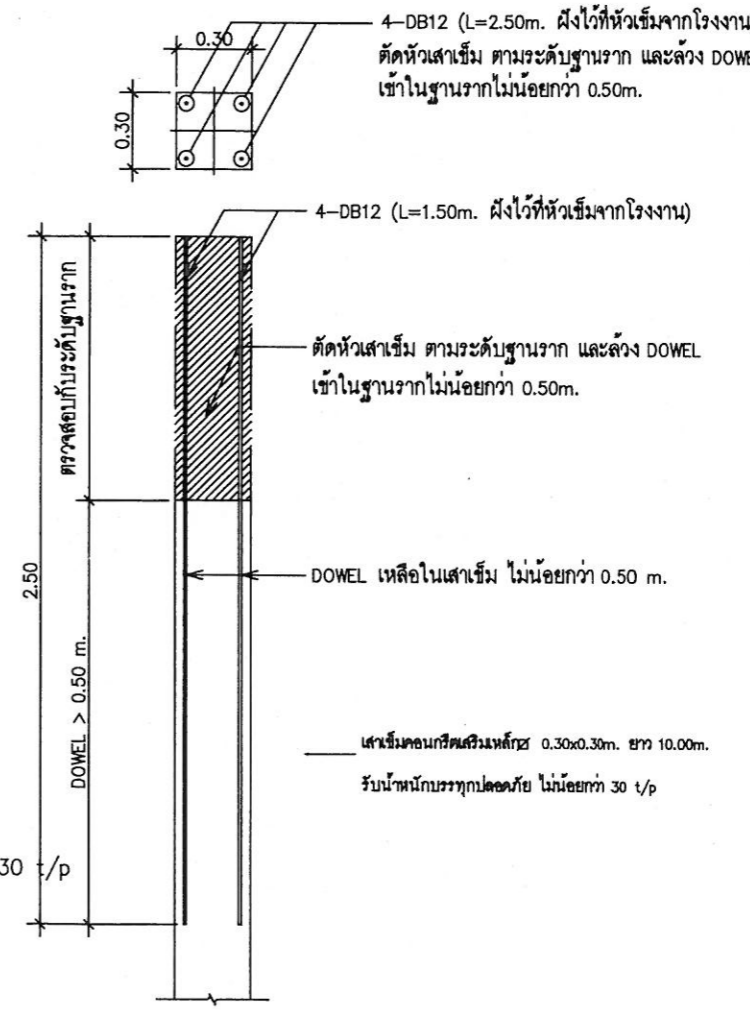 4-DB12 (L=2.50m. ฝังไว้ที่หัวเข็มจากโรงงาน
ตัดหัวเสาเข็ม ตามระดับฐานราก และล้วง DOWE
เข้าในฐานรากไม่น้อยกว่า 0.50m.
0.30
0.30
4-DB12 (L=1.50m. ฝังไว้ที่หัวเข็มจากโรงงาน)
ตรวจสอบกับระดับฐานราก
ตัดหัวเสาเข็ม ตามระดับฐานราก และล้วง DOWEL
เข้าในฐานรากไม่น้อยกว่า 0.50m.
2.50
DOWEL เหลือในเสาเข็ม ไม่น้อยกว่า 0.50 m.
DOWEL > 0.50 m.
เสาเข็มคอนกรีตเสริมเหล็ก 0.30x0.30m. ยาว 10.00m.
รับน้ำหนักบรรทุกปลอดภัย ไม่น้อยกว่า 30 t/p
30 t/p